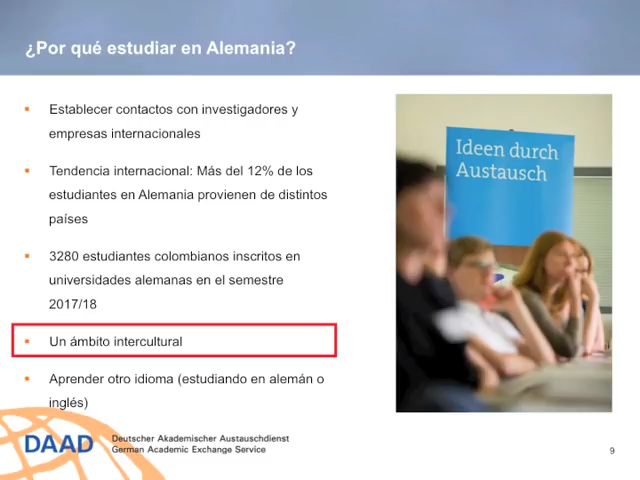 ¿Por qué estudiar en Alemania?
▪ Establecer contactos con investigadores y
empresas internacionales
▪ Tendencia internacional: Más del 12% de los
estudiantes en Alemania provienen de distintos
países
▪ 3280 estudiantes colombianos inscritos en
universidades alemanas en el semestre
2017/18
▪ Un ámbito intercultural
▪ Aprender otro idioma (estudiando en alemán o
inglés)
Ideen durch
Austausch
DAAD
Deutscher Akademischer Austauschdienst
German Academic Exchange Service
9